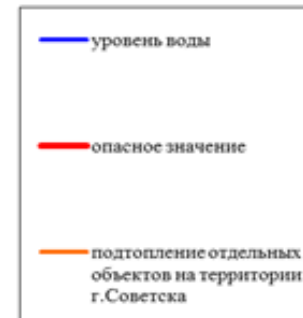 уровень воды
опасное значение
подтопление отдельных
объектов на территории
г.Советска